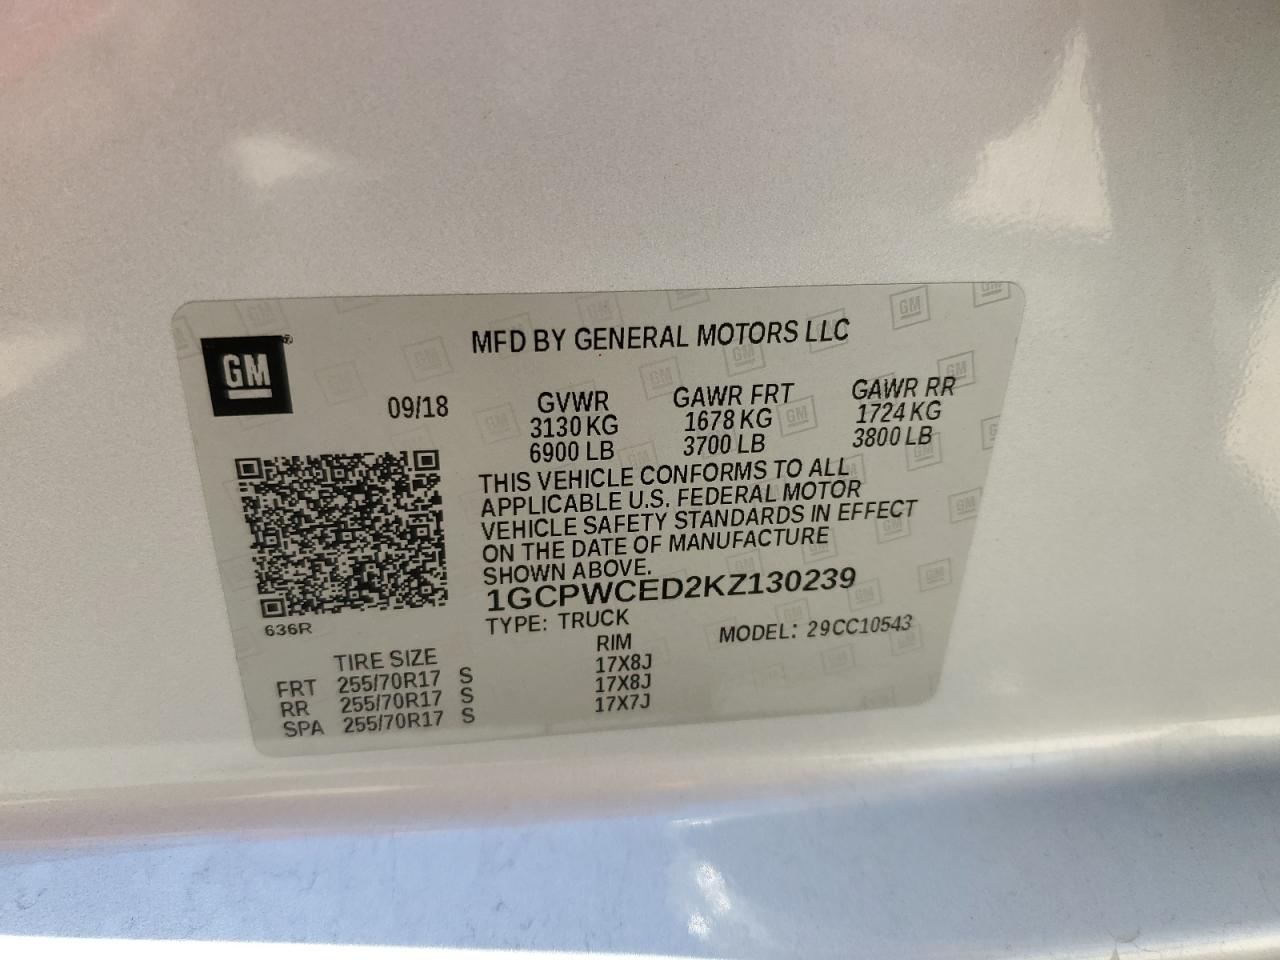 GM
MFD BY GENERAL MOTORS LLC
09/18
GVWR GAWR FRT GAWR RR
3130 KG 1678 KG 1724 KG
6900 LB 3700 LB 3800 LB
THIS VEHICLE CONFORMS TO ALL
APPLICABLE U.S. FEDERAL MOTOR
VEHICLE SAFETY STANDARDS IN EFFECT
ON THE DATE OF MANUFACTURE
SHOWN ABOVE.
1GCPWCED2KZ130239
636R
TYPE: TRUCK MODEL: 29CC10543
TIRE SIZE RIM
FRT 255/70R17 S 17X8J
RR 255/70R17 S 17X8J
SPA 255/70R17 S 17X7J